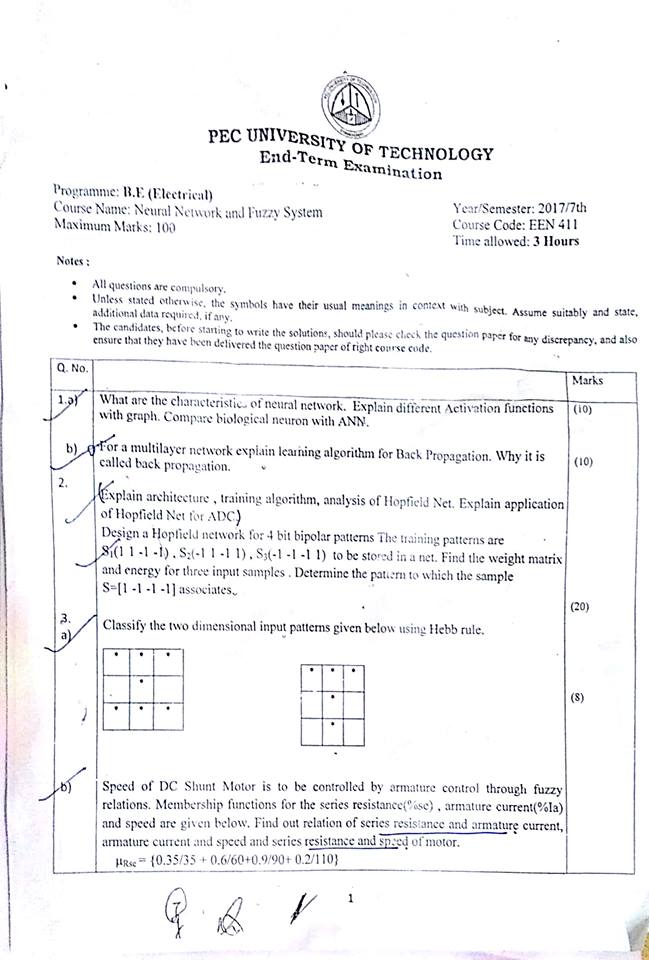 PEC UNIVERSITY OF TECHNOLOGY
End-Term Examination
Programme: B.E (Electrical)
Course Name: Neural Network and Fuzzy System
Maximum Marks: 100
Year/Semester: 2017/7th
Course Code: EEN 411
Time allowed: 3 Hours
Notes :
• All questions are compulsory.
• Unless stated otherwise, the symbols have their usual meanings in context with subject. Assume suitably and state,
additional data required, if any.
• The candidates, before starting to write the solutions, should please check the question paper for any discrepancy, and also
ensure that they have been delivered the question paper of right course code.
Q. No.
Marks
1.a) What are the characteristics of neural network. Explain different Activation functions
with graph. Compare biological neuron with ANN.
(10)
b) For a multilayer network explain learning algorithm for Back Propagation. Why it is
called back propagation.
(10)
2.
Explain architecture , training algorithm, analysis of Hopfield Net. Explain application
of Hopfield Net for ADC.
Design a Hopfield network for 4 bit bipolar patterns The training patterns are
S₁(1 1 -1 -1) , S₂(-1 1 -1 1) , S₃(-1 -1 -1 1) to be stored in a net. Find the weight matrix
and energy for three input samples . Determine the pattern to which the sample
S=[1 -1 -1 -1] associates.
(20)
3.
a) Classify the two dimensional input patterns given below using Hebb rule.
(8)
b) Speed of DC Shunt Motor is to be controlled by armature control through fuzzy
relations. Membership functions for the series resistance(%se) , armature current(%Ia)
and speed are given below. Find out relation of series resistance and armature current,
armature current and speed and series resistance and speed of motor.
μRse = {0.35/35 + 0.6/60+0.9/90+ 0.2/110}
1